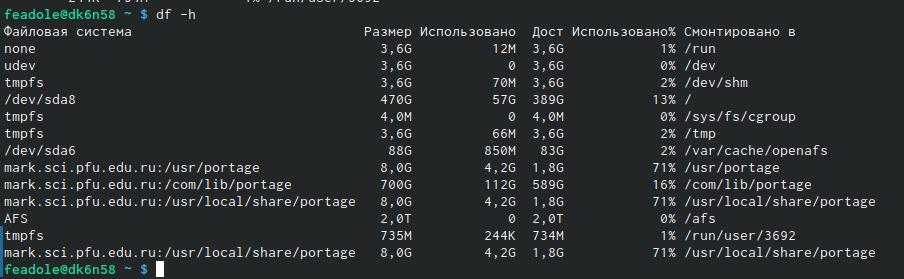 244K 734M 1% /run/user/3692
feadole@dk6n58 ~ $ df -h
Файловая система Размер Использовано Дост Использовано% Cмонтировано в
none 3,6G 12M 3,6G 1% /run
udev 3,6G 0 3,6G 0% /dev
tmpfs 3,6G 70M 3,6G 2% /dev/shm
/dev/sda8 470G 57G 389G 13% /
tmpfs 4,0M 0 4,0M 0% /sys/fs/cgroup
tmpfs 3,6G 66M 3,6G 2% /tmp
/dev/sda6 88G 850M 83G 2% /var/cache/openafs
mark.sci.pfu.edu.ru:/usr/portage 8,0G 4,2G 1,8G 71% /usr/portage
mark.sci.pfu.edu.ru:/com/lib/portage 700G 112G 589G 16% /com/lib/portage
mark.sci.pfu.edu.ru:/usr/local/share/portage 8,0G 4,2G 1,8G 71% /usr/local/share/portage
AFS 2,0T 0 2,0T 0% /afs
tmpfs 735M 244K 734M 1% /run/user/3692
mark.sci.pfu.edu.ru:/usr/local/share/portage 8,0G 4,2G 1,8G 71% /usr/local/share/portage
feadole@dk6n58 ~ $